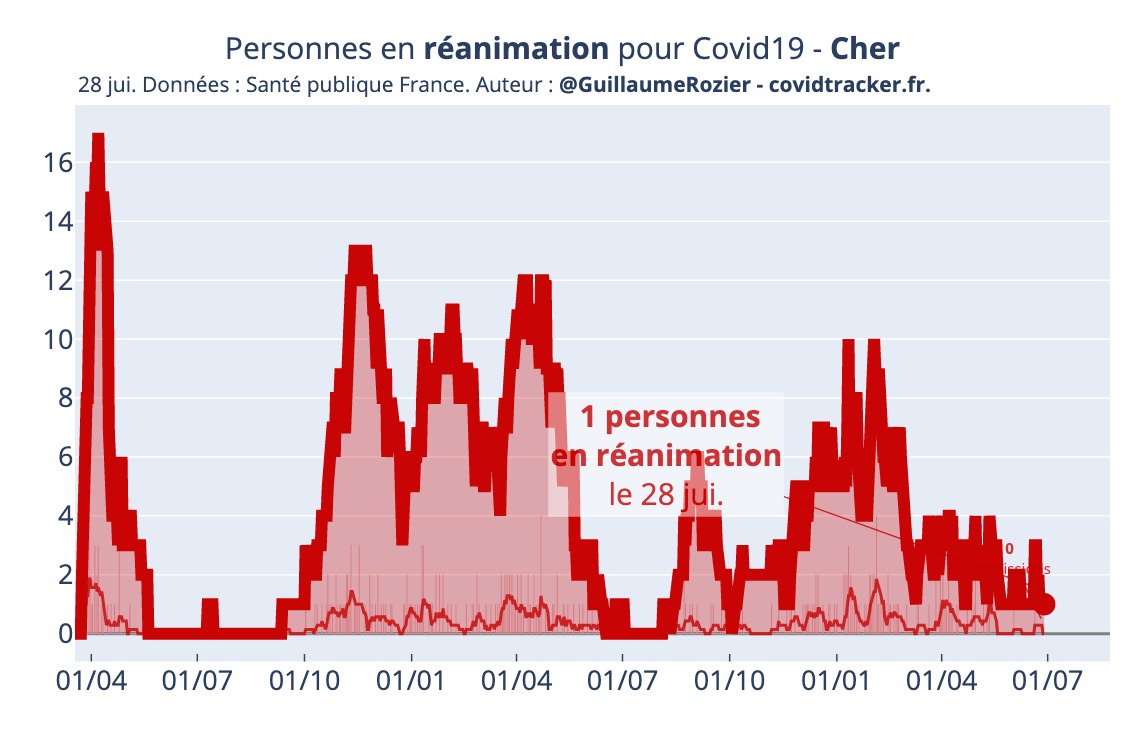 Personnes en réanimation pour Covid19 - Cher
28 jui. Données : Santé publique France. Auteur : @GuillaumeRozier - covidtracker.fr.
16
14
12
10
8
6
4
2
0
1 personnes
en réanimation
le 28 jui.
0
01/04 01/07 01/10 01/01 01/04 01/07 01/10 01/01 01/04 01/07